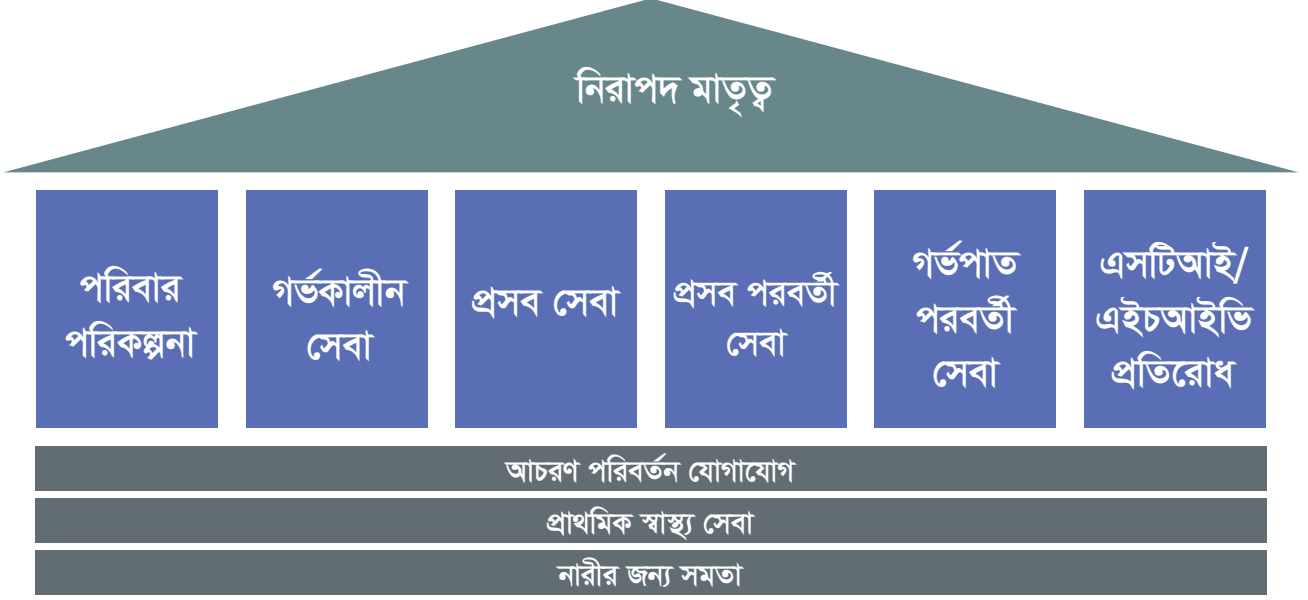 নিরাপদ মাতৃত্ব
পরিবার
পরিকল্পনা
গর্ভকালীন
সেবা
প্রসব সেবা
প্রসব পরবর্তী
সেবা
গর্ভপাত
পরবর্তী
সেবা
এসটিআই/
এইচআইভি
প্রতিরোধ
আচরণ পরিবর্তন যোগাযোগ
প্রাথমিক স্বাস্থ্য সেবা
নারীর জন্য সমতা